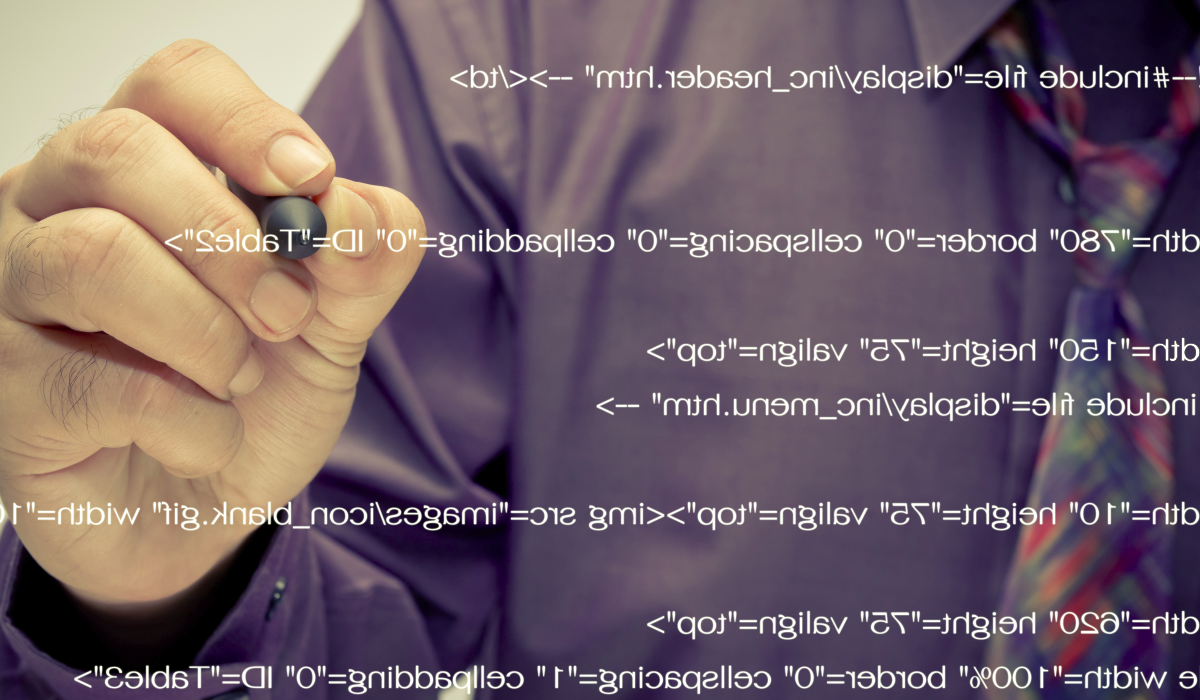 --#include file="display/inc_header.htm" --></td>
dth="780" border="0" cellspacing="0" cellpadding="0" ID="Table2">
dth="150" height="75" valign="top">
include file="display/inc_menu.htm" -->
dth="10" height="75" valign="top"><img src="images/icon_blank.gif" width="10
dth="620" height="75" valign="top">
e width="100%" border="0" cellspacing="1" cellpadding="0" ID="Table3">